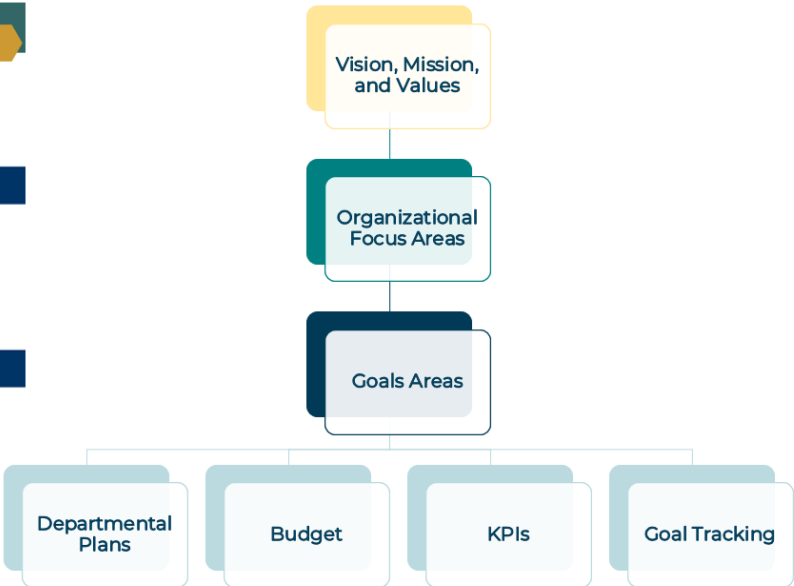 Vision, Mission,
and Values
Organizational
Focus Areas
Goals Areas
Departmental
Plans
Budget
KPIs
Goal Tracking